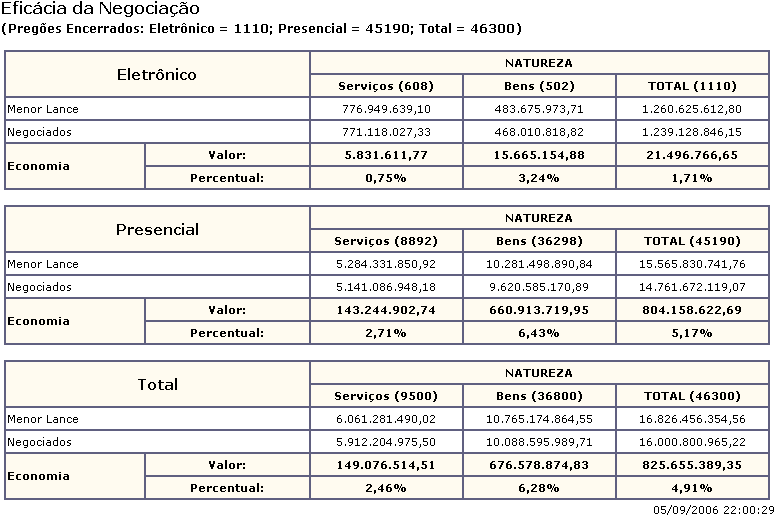 Eficácia da Negociação
(Pregões Encerrados: Eletrônico = 1110; Presencial = 45190; Total = 46300)
Eletrônico NATUREZA
Serviços (608) Bens (502) TOTAL (1110)
Menor Lance 776.949.639,10 483.675.973,71 1.260.625.612,80
Negociados 771.118.027,33 468.010.818,82 1.239.128.846,15
Economia Valor: 5.831.611,77 15.665.154,88 21.496.766,65
Percentual: 0,75% 3,24% 1,71%
Presencial NATUREZA
Serviços (8892) Bens (36298) TOTAL (45190)
Menor Lance 5.284.331.850,92 10.281.498.890,84 15.565.830.741,76
Negociados 5.141.086.948,18 9.620.585.170,89 14.761.672.119,07
Economia Valor: 143.244.902,74 660.913.719,95 804.158.622,69
Percentual: 2,71% 6,43% 5,17%
Total NATUREZA
Serviços (9500) Bens (36800) TOTAL (46300)
Menor Lance 6.061.281.490,02 10.765.174.864,55 16.826.456.354,56
Negociados 5.912.204.975,50 10.088.595.989,71 16.000.800.965,22
Economia Valor: 149.076.514,51 676.578.874,83 825.655.389,35
Percentual: 2,46% 6,28% 4,91%
05/09/2006 22:00:29